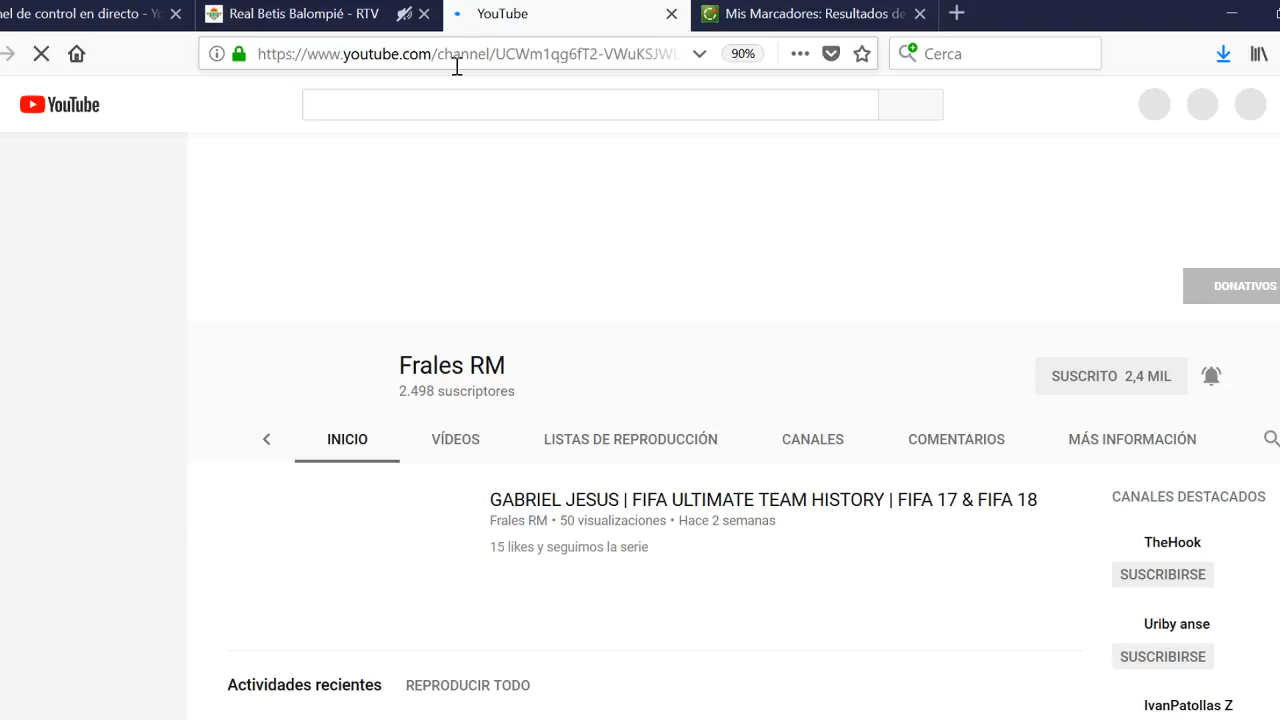 nel de control en directo - Yo
Real Betis Balompié - RTV
YouTube
Mis Marcadores: Resultados de
https://www.youtube.com/channel/UCWm1qg6fT2-VWuKSJWL
90%
Cerca
YouTube
DONATIVOS
Frales RM
2.498 suscriptores
SUSCRITO 2,4 MIL
INICIO
VÍDEOS
LISTAS DE REPRODUCCIÓN
CANALES
COMENTARIOS
MÁS INFORMACIÓN
GABRIEL JESUS | FIFA ULTIMATE TEAM HISTORY | FIFA 17 & FIFA 18
Frales RM • 50 visualizaciones • Hace 2 semanas
15 likes y seguimos la serie
CANALES DESTACADOS
TheHook
SUSCRIBIRSE
Uriby anse
SUSCRIBIRSE
IvanPatollas Z
Actividades recientes
REPRODUCIR TODO